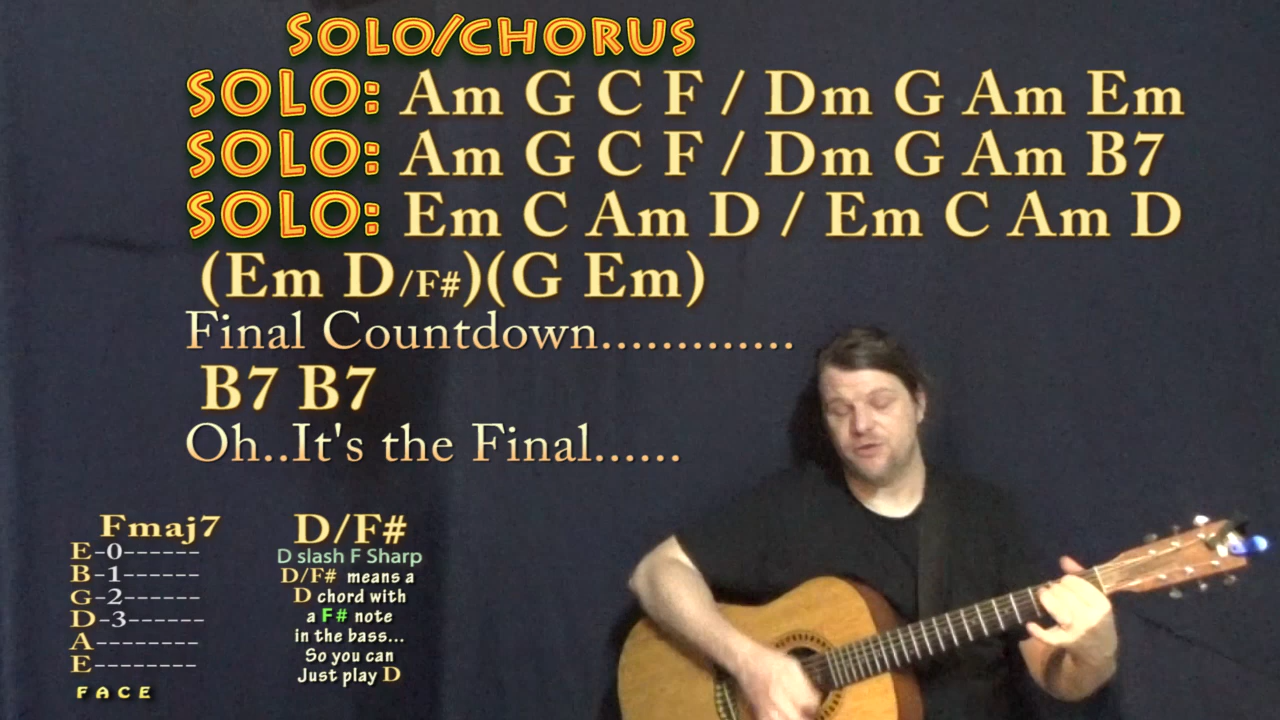 SOLO/CHORUS
SOLO: Am G C F / Dm G Am Em
SOLO: Am G C F / Dm G Am B7
SOLO: Em C Am D / Em C Am D
(Em D/F#)(G Em)
Final Countdown.............
B7 B7
Oh..It's the Final......
Fmaj7
E-0------
B-1------
G-2------
D-3------
A--------
E--------
F A C E
D/F#
D slash F Sharp
D/F# means a
D chord with
a F# note
in the bass...
So you can
Just play D